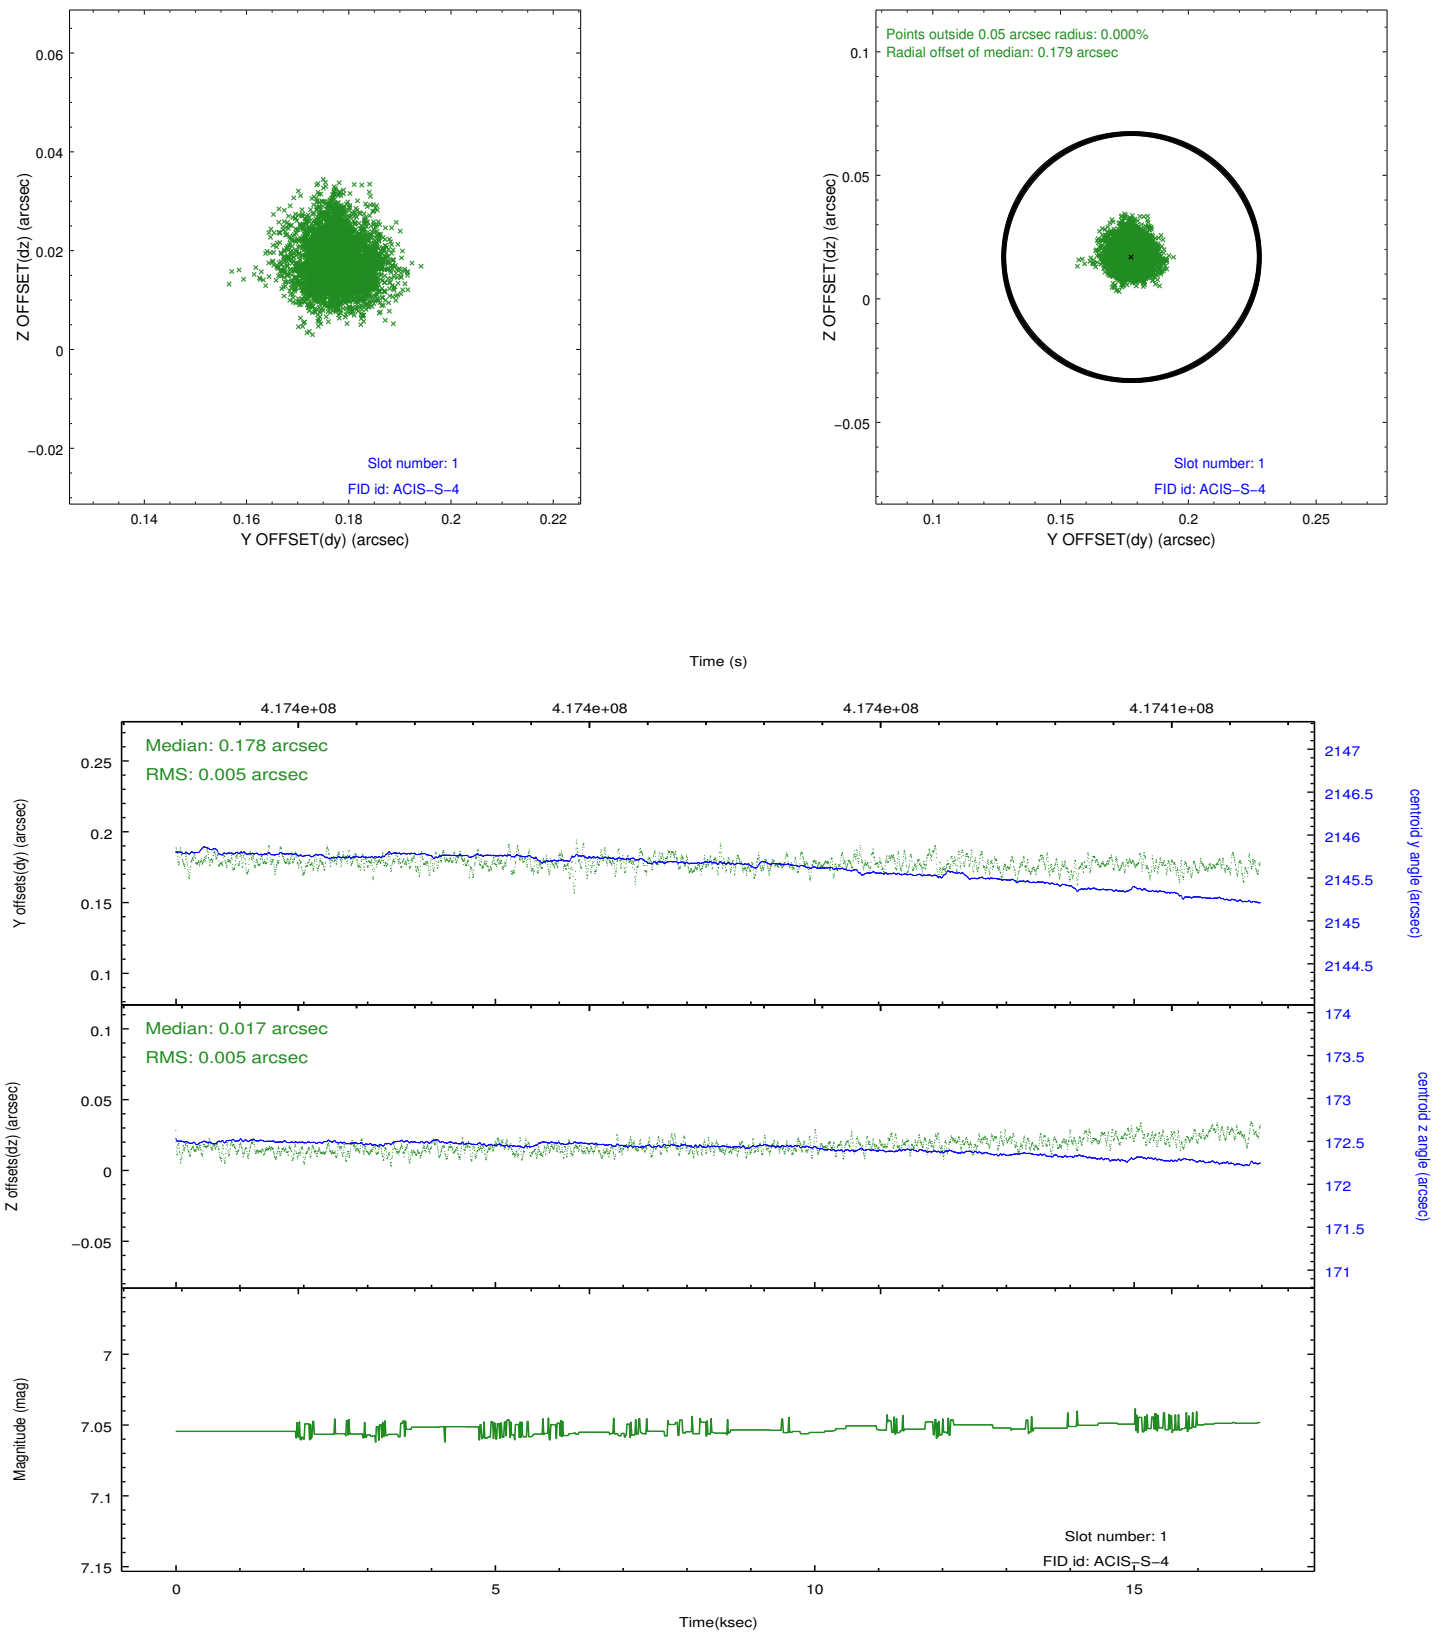 0.06
0.04
0.02
0
−0.02
Z OFFSET(dz) (arcsec)
Slot number: 1
FID id: ACIS−S−4
0.14
0.16
0.18
0.2
0.22
Y OFFSET(dy) (arcsec)
Points outside 0.05 arcsec radius: 0.000%
Radial offset of median: 0.179 arcsec
0.1
0.05
0
−0.05
Z OFFSET(dz) (arcsec)
Slot number: 1
FID id: ACIS−S−4
0.1
0.15
0.2
0.25
Y OFFSET(dy) (arcsec)
Time (s)
4.174e+08
4.174e+08
4.174e+08
4.1741e+08
Median: 0.178 arcsec
RMS: 0.005 arcsec
0.25
0.2
0.15
0.1
Y offsets(dy) (arcsec)
2147
2146.5
2146
2145.5
2145
2144.5
centroid y angle (arcsec)
Median: 0.017 arcsec
RMS: 0.005 arcsec
0.1
0.05
0
−0.05
Z offsets(dz) (arcsec)
174
173.5
173
172.5
172
171.5
171
centroid z angle (arcsec)
7
7.05
7.1
7.15
Magnitude (mag)
Slot number: 1
FID id: ACIS−S−4
0
5
10
15
Time(ksec)